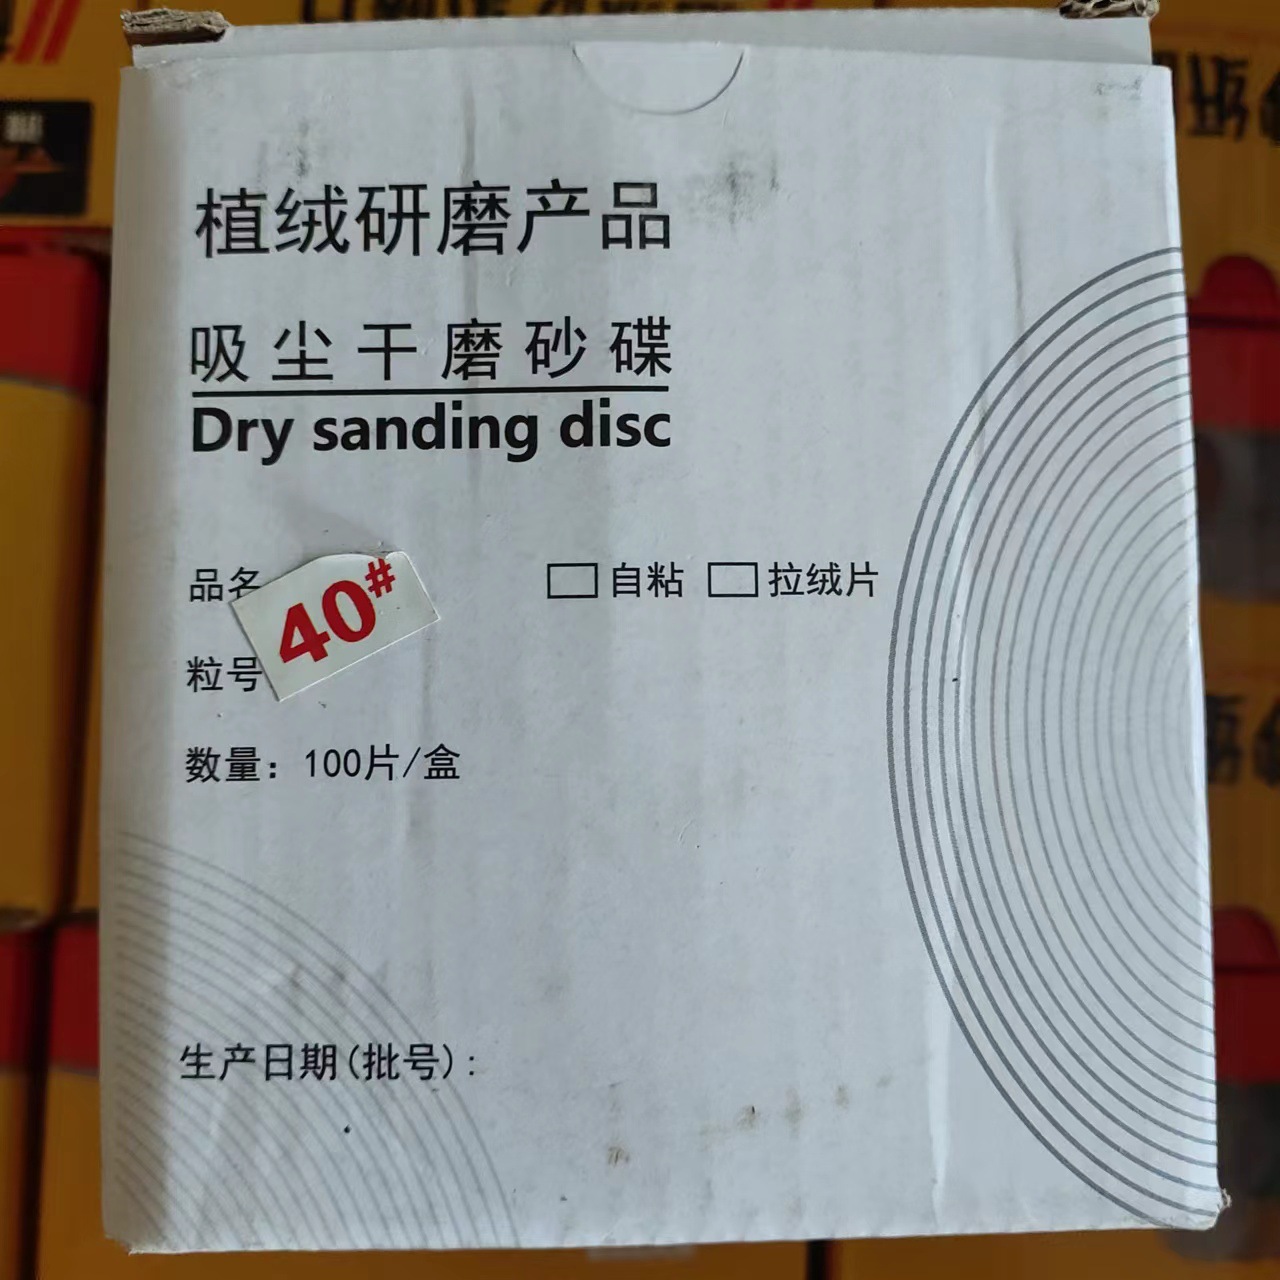 植绒研磨产品
吸尘干磨砂碟
Dry sanding disc
品名
自粘 拉绒片
40#
粒号
数量：100片/盒
生产日期(批号):